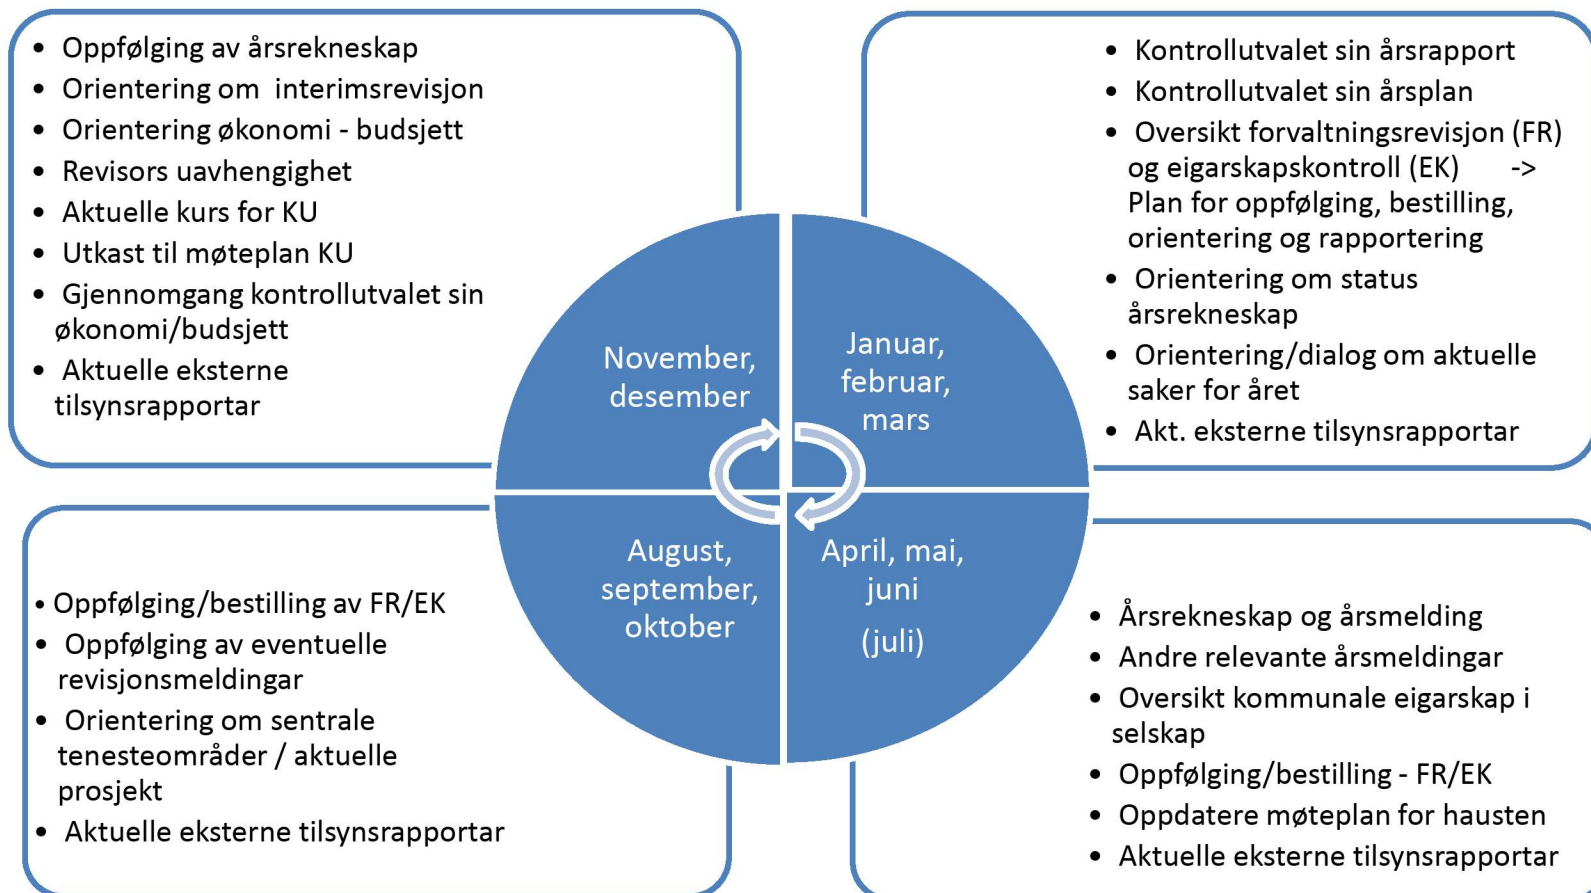 • Oppfølging av årsrekneskap
• Orientering om interimsrevisjon
• Orientering økonomi - budsjett
• Revisors uavhengighet
• Aktuelle kurs for KU
• Utkast til møteplan KU
• Gjennomgang kontrollutvalet sin
økonomi/budsjett
• Aktuelle eksterne
tilsynsrapportar
• Kontrollutvalet sin årsrapport
• Kontrollutvalet sin årsplan
• Oversikt forvaltningsrevisjon (FR)
og eigarskapskontroll (EK) ->
Plan for oppfølging, bestilling,
orientering og rapportering
• Orientering om status
årsrekneskap
• Orientering/dialog om aktuelle
saker for året
• Akt. eksterne tilsynsrapportar
November,
desember
Januar,
februar,
mars
August,
september,
oktober
April, mai,
juni
(juli)
• Oppfølging/bestilling av FR/EK
• Oppfølging av eventuelle
revisjonsmeldingar
• Orientering om sentrale
tenesteområder / aktuelle
prosjekt
• Aktuelle eksterne tilsynsrapportar
• Årsrekneskap og årsmelding
• Andre relevante årsmeldingar
• Oversikt kommunale eigarskap i
selskap
• Oppfølging/bestilling - FR/EK
• Oppdatere møteplan for hausten
• Aktuelle eksterne tilsynsrapportar